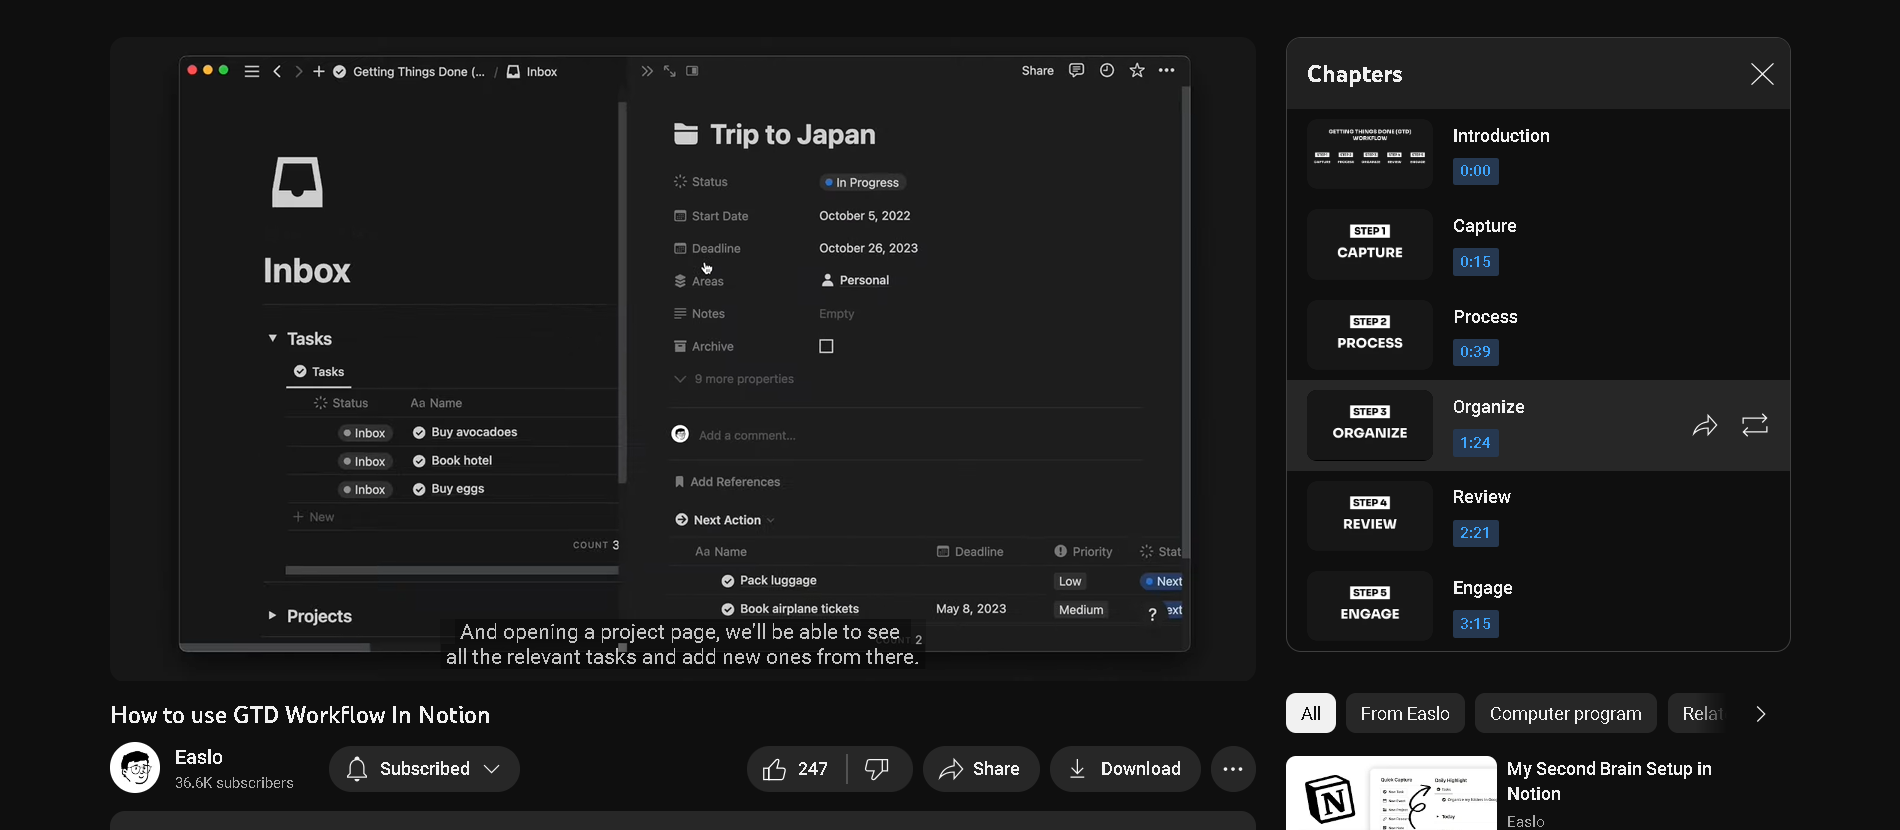 Getting Things Done (... / Inbox
Share
Inbox
Tasks
Tasks
Status Aa Name
Inbox Buy avocadoes
Inbox Book hotel
Inbox Buy eggs
+ New
COUNT 3
Projects
Trip to Japan
Status In Progress
Start Date October 5, 2022
Deadline October 26, 2023
Areas Personal
Notes Empty
Archive
9 more properties
Add a comment...
Add References
Next Action
Aa Name Deadline Priority Stat
Pack luggage Low Next
Book airplane tickets May 8, 2023 Medium ext
?
2
And opening a project page, we'll be able to see
all the relevant tasks and add new ones from there.
How to use GTD Workflow In Notion
Easlo
36.6K subscribers
Subscribed
247
Share
Download
Chapters
GETTING THINGS DONE (GTD)
WORKFLOW
Introduction
0:00
STEP 1
CAPTURE
Capture
0:15
STEP 2
PROCESS
Process
0:39
STEP 3
ORGANIZE
Organize
1:24
STEP 4
REVIEW
Review
2:21
STEP 5
ENGAGE
Engage
3:15
All
From Easlo
Computer program
Relat
Quick Capture
Daily Highlight
Today
My Second Brain Setup in
Notion
Easlo